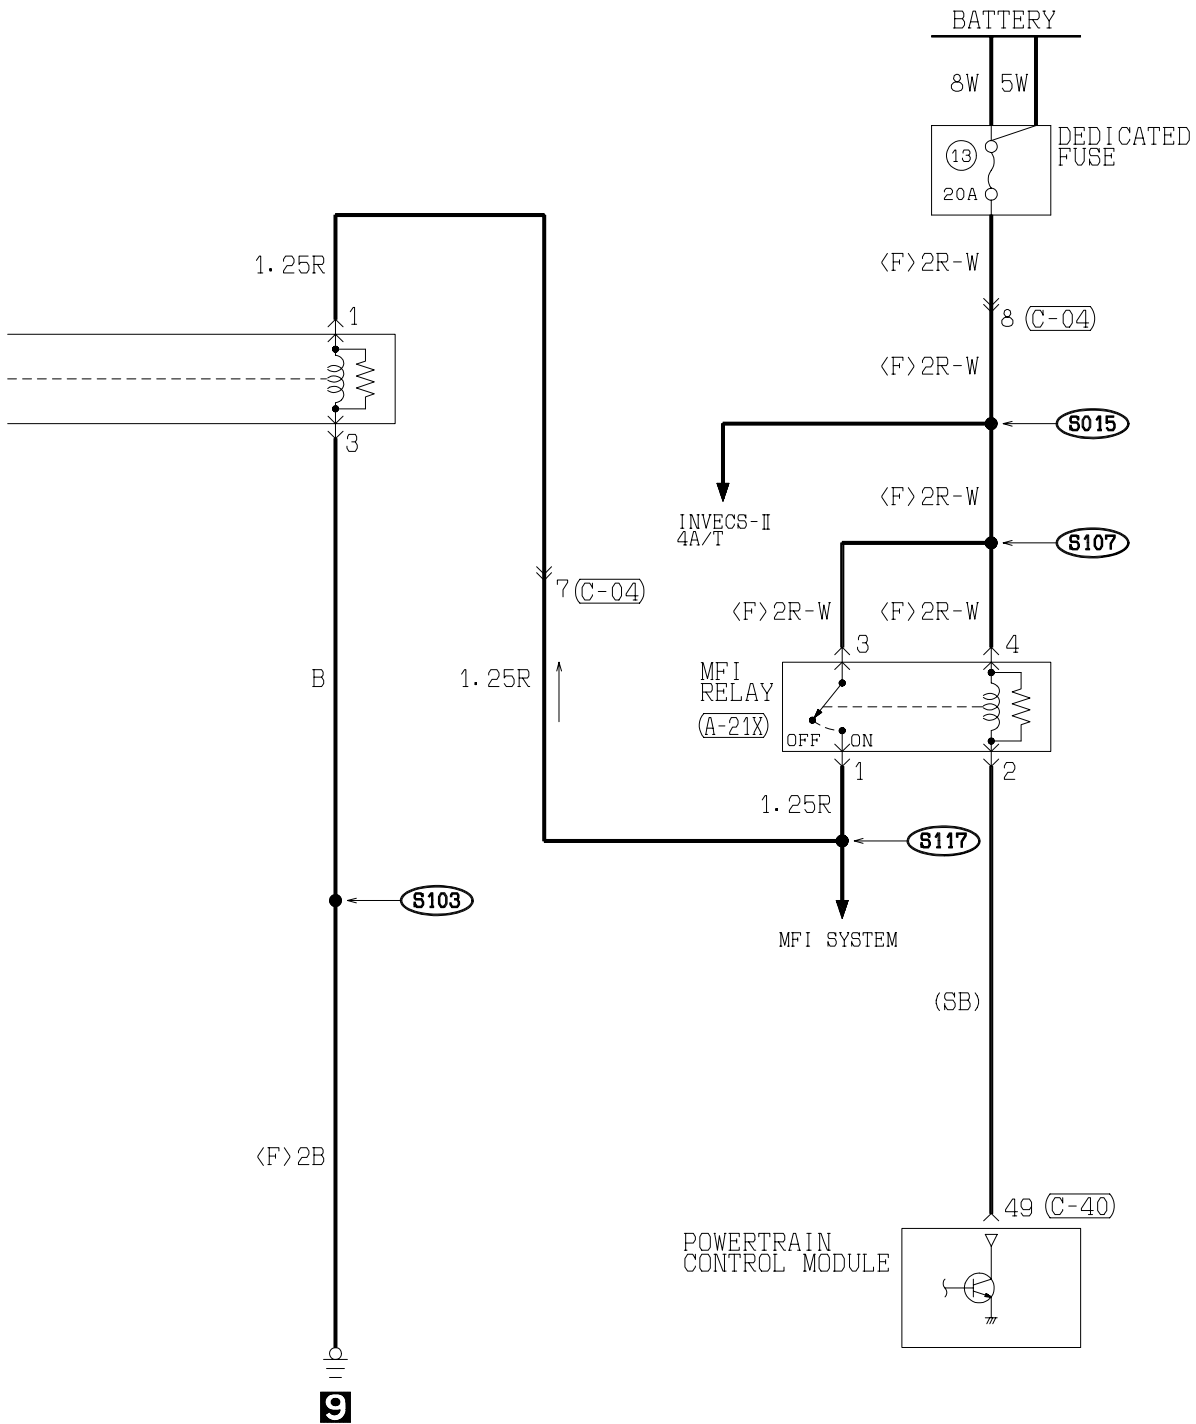 BATTERY
8W 5W
DEDICATED
FUSE
13
20A
<F>2R-W
1.25R
1
8 (C-04)
<F>2R-W
S015
3
<F>2R-W
INVECS-Ⅱ
4A/T
S107
7 (C-04)
<F>2R-W <F>2R-W
3 4
B
1.25R
MFI
RELAY
(A-21X)
OFF ON
1 2
1.25R
S117
S103
MFI SYSTEM
(SB)
<F>2B
49 (C-40)
POWERTRAIN
CONTROL MODULE
9